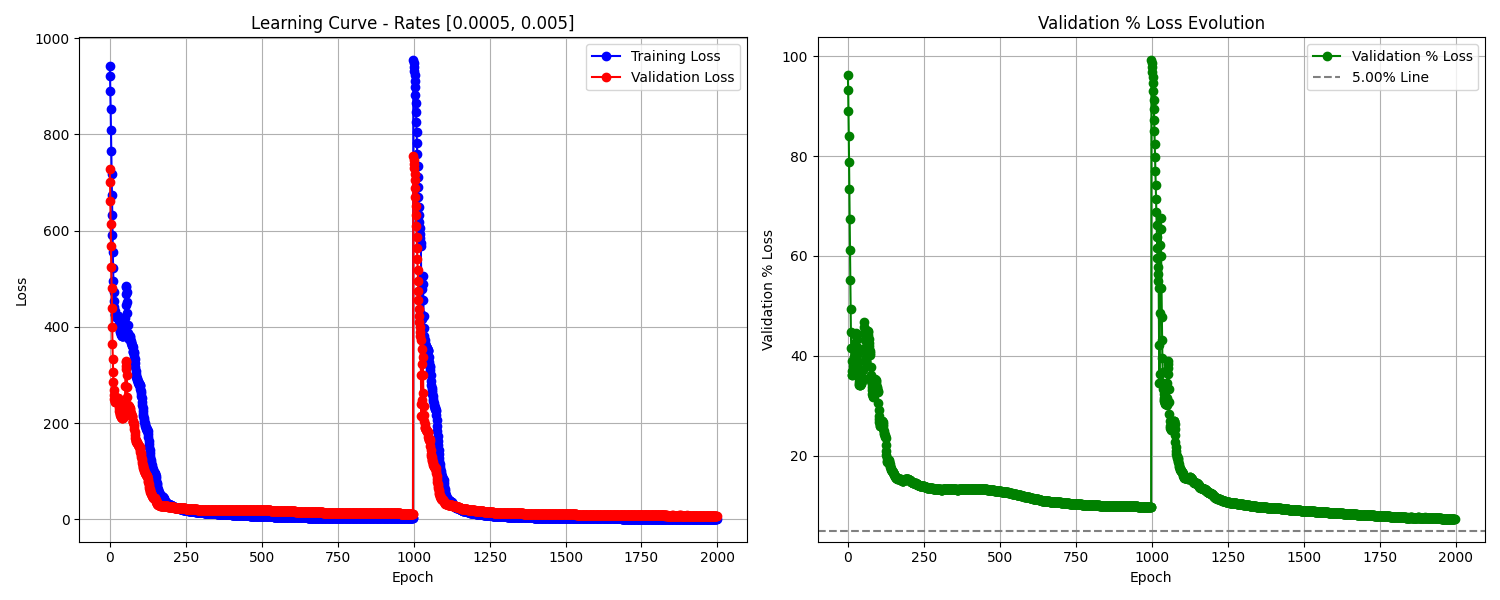 Learning Curve - Rates [0.0005, 0.005]
Loss
1000
800
600
400
200
0
0 250 500 750 1000 1250 1500 1750 2000
Epoch
Training Loss
Validation Loss
Validation % Loss Evolution
Validation % Loss
100
80
60
40
20
0 250 500 750 1000 1250 1500 1750 2000
Epoch
Validation % Loss
5.00% Line